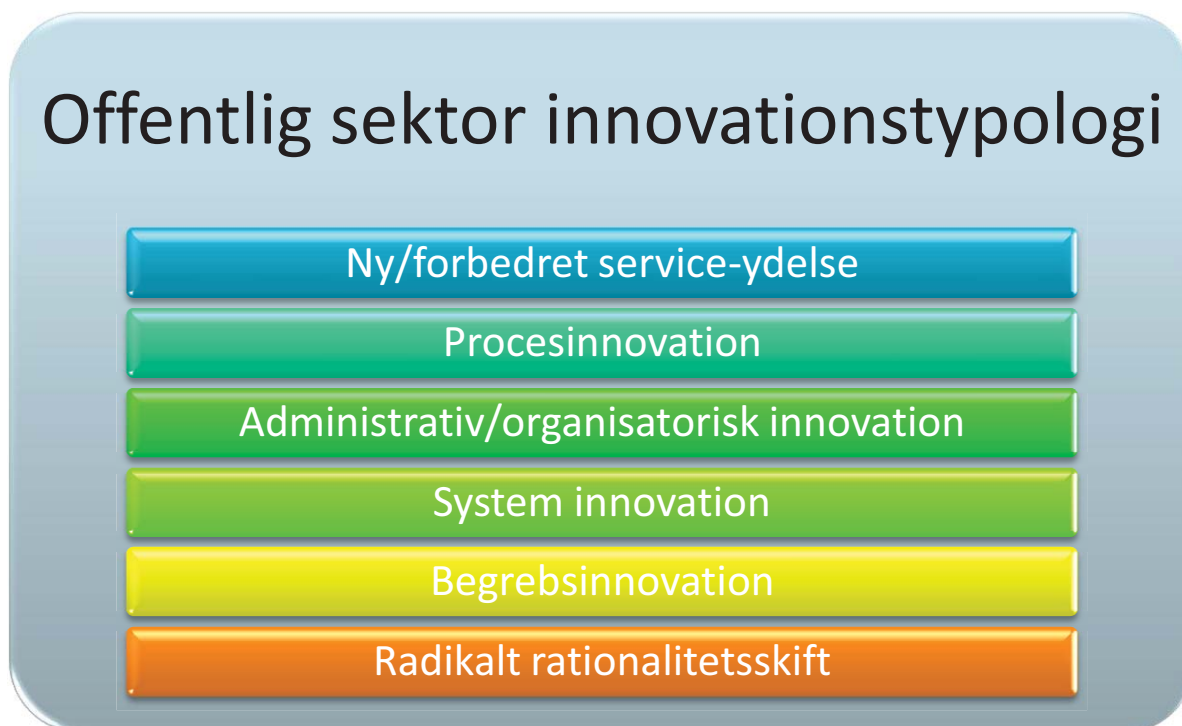 Offentlig sektor innovationstypologi
Ny/forbedret service-ydelse
Procesinnovation
Administrativ/organisatorisk innovation
System innovation
Begrebsinnovation
Radikalt rationalitetsskift